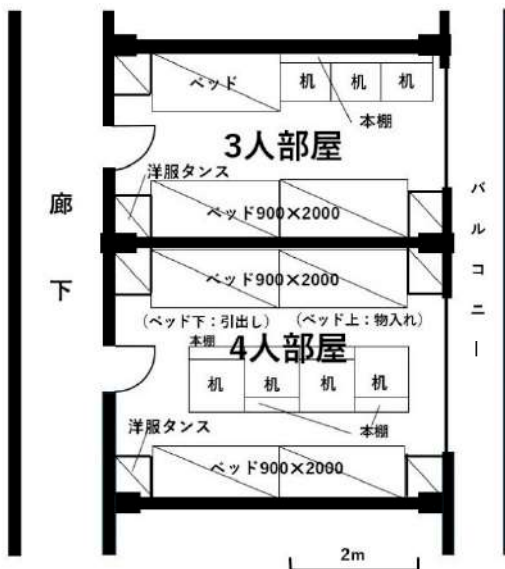 ベッド
机
机
机
本棚
3人部屋
洋服タンス
ベッド900×2000
廊下
バルコニー
ベッド900×2000
(ベッド下:引出し)
(ベッド上:物入れ)
本棚
4人部屋
机
机
机
机
本棚
洋服タンス
ベッド900×2000
2m